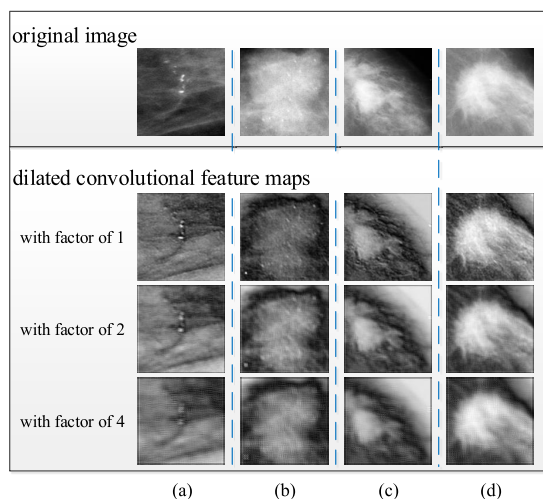 original image
dilated convolutional feature maps
with factor of 1
with factor of 2
with factor of 4
(a) (b) (c) (d)